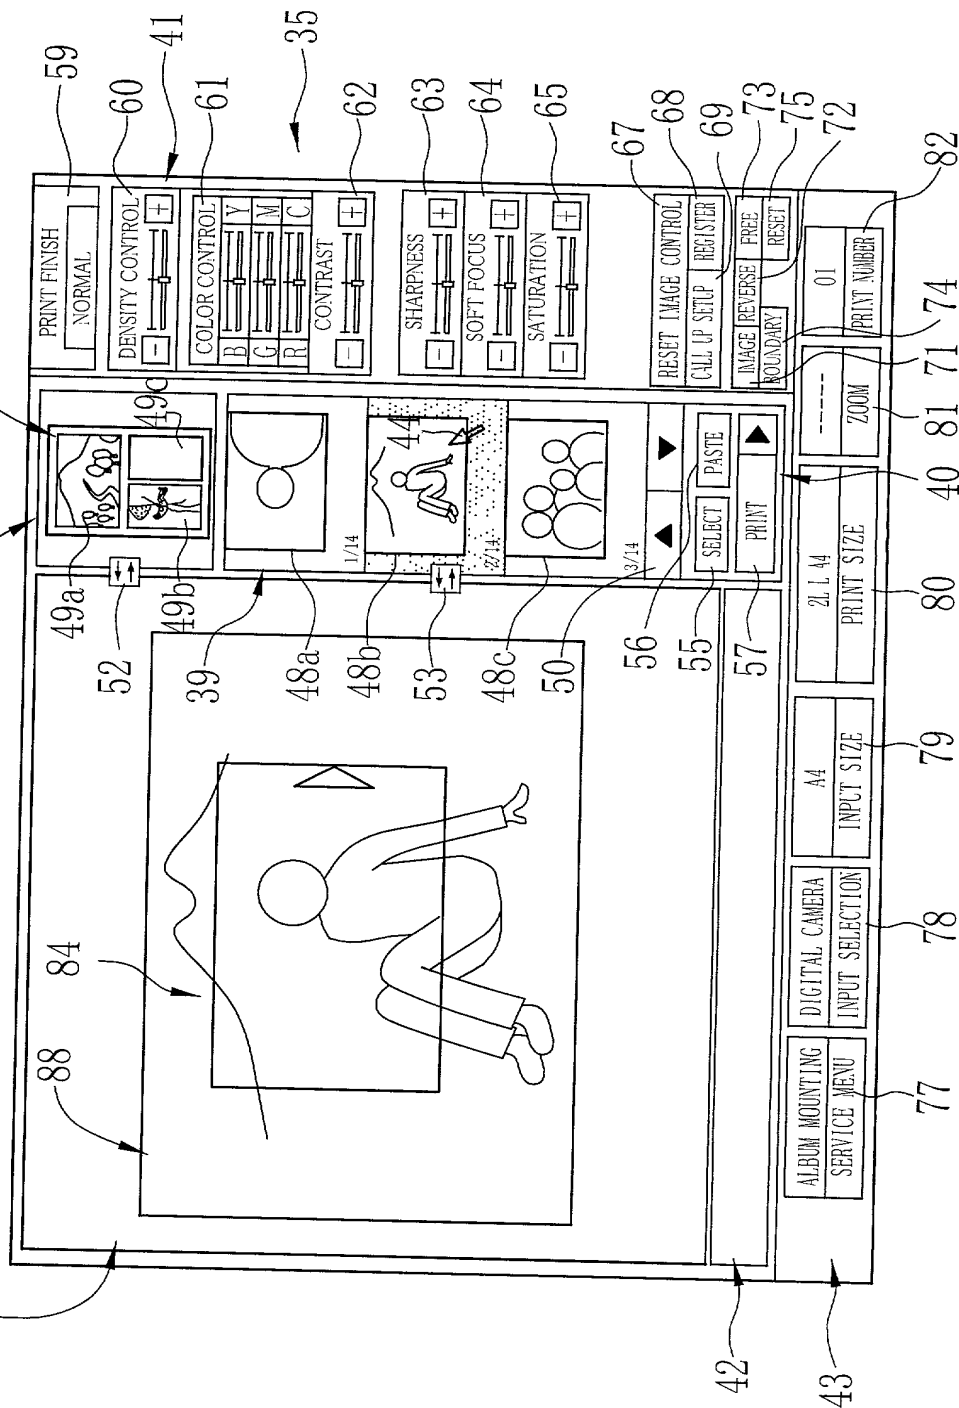 35
41
59
PRINT FINISH
NORMAL
60
DENSITY CONTROL
- +
61
COLOR CONTROL
B Y
G M
R C
62
CONTRAST
- +
63
SHARPNESS
- +
64
SOFT FOCUS
- +
65
SATURATION
- +
67
RESET IMAGE CONTROL
68
CALL UP SETUP REGISTER
69
73
IMAGE REVERSE FREE
75
BOUNDARY RESET
72
74
71
49a
49b
49c
52
39
48a
1/14
48b
44
2/14
53
48c
3/14
50
56
SELECT PASTE
55
PRINT
57
40
88
84
42
43
ALBUM MOUNTING
SERVICE MENU
77
DIGITAL CAMERA
INPUT SELECTION
78
A4
INPUT SIZE
79
2L L A4
PRINT SIZE
80
------
ZOOM
81
01
PRINT NUMBER
82